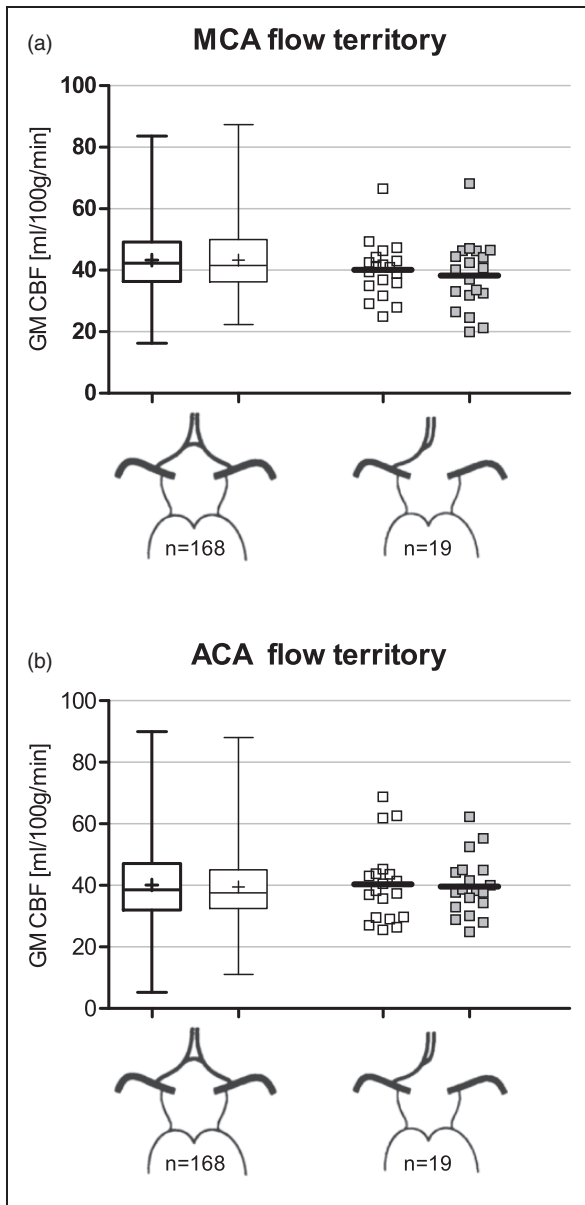 (a)
MCA flow territory
GM CBF [ml/100g/min]
100
80
60
40
20
0
n=168
n=19
(b)
ACA flow territory
GM CBF [ml/100g/min]
100
80
60
40
20
0
n=168
n=19